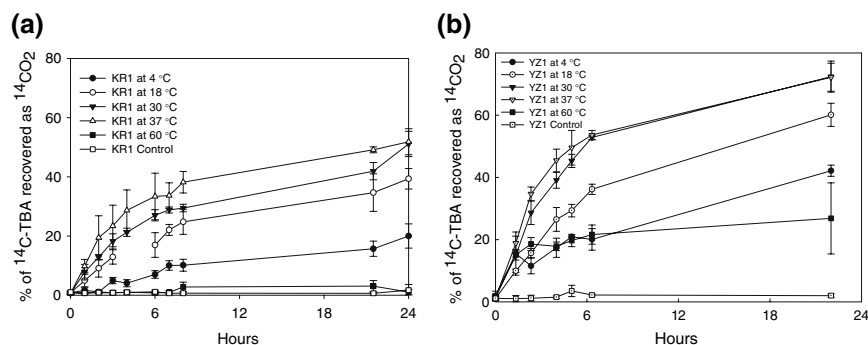 (a)
80
60
40
20
0
% of ¹⁴C-TBA recovered as ¹⁴CO₂
KR1 at 4 °C
KR1 at 18 °C
KR1 at 30 °C
KR1 at 37 °C
KR1 at 60 °C
KR1 Control
0 6 12 18 24
Hours
(b)
80
60
40
20
0
% of ¹⁴C-TBA recovered as ¹⁴CO₂
YZ1 at 4 °C
YZ1 at 18 °C
YZ1 at 30 °C
YZ1 at 37 °C
YZ1 at 60 °C
YZ1 Control
0 6 12 18 24
Hours